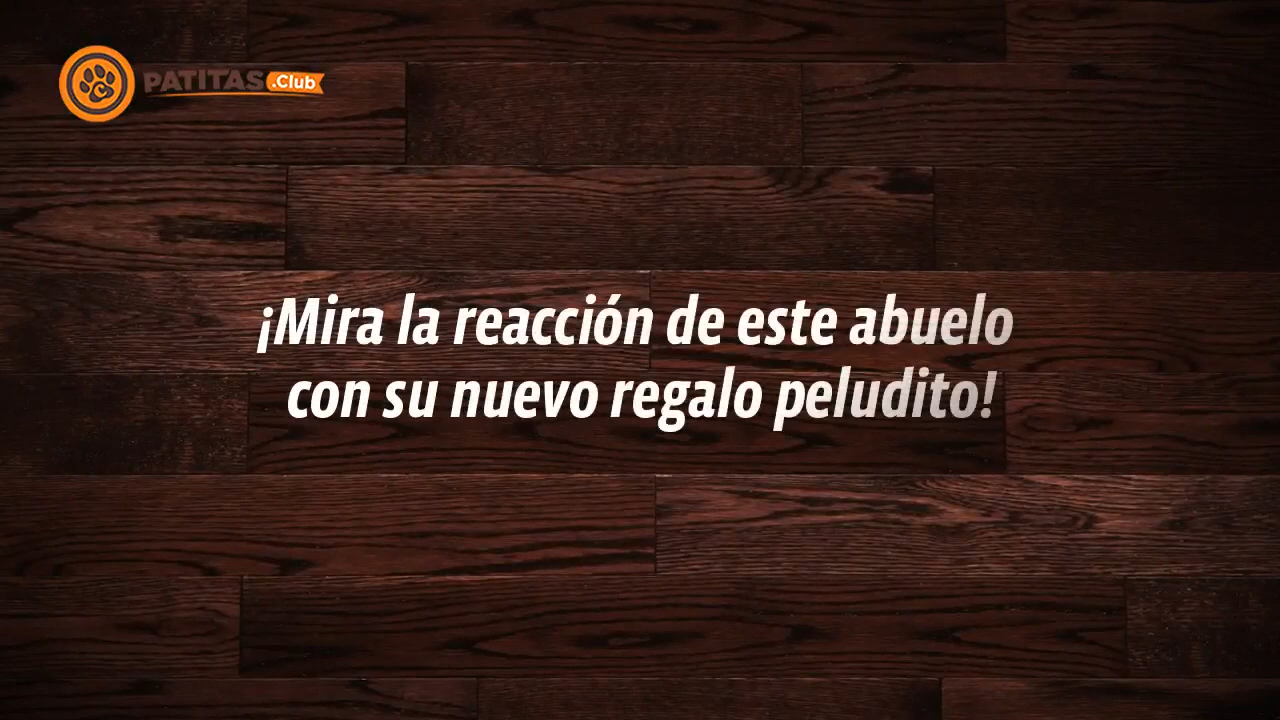 PATITAS .Club
¡Mira la reacción de este abuelo
con su nuevo regalo peludito!